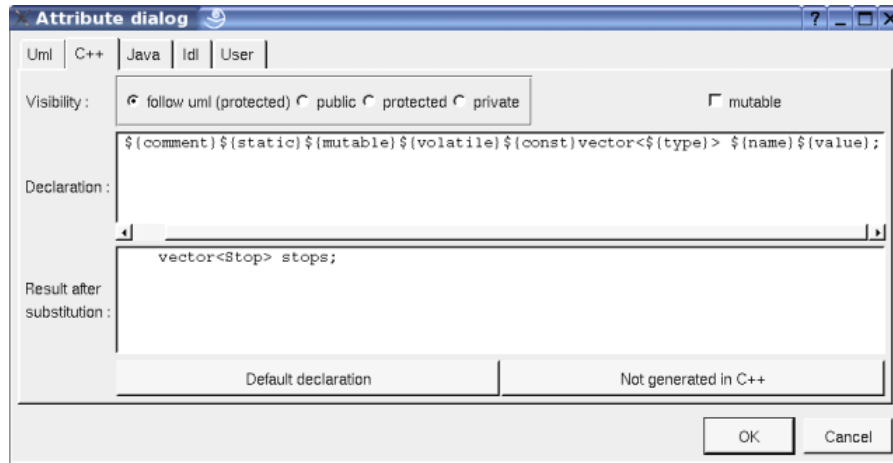 Attribute dialog
Uml C++ Java Idl User
Visibility : follow uml (protected) public protected private mutable
${comment}${static}${mutable}${volatile}${const}vector<${type}> ${name}${value};
Declaration :
vector<Stop> stops;
Result after
substitution :
Default declaration Not generated in C++
OK Cancel